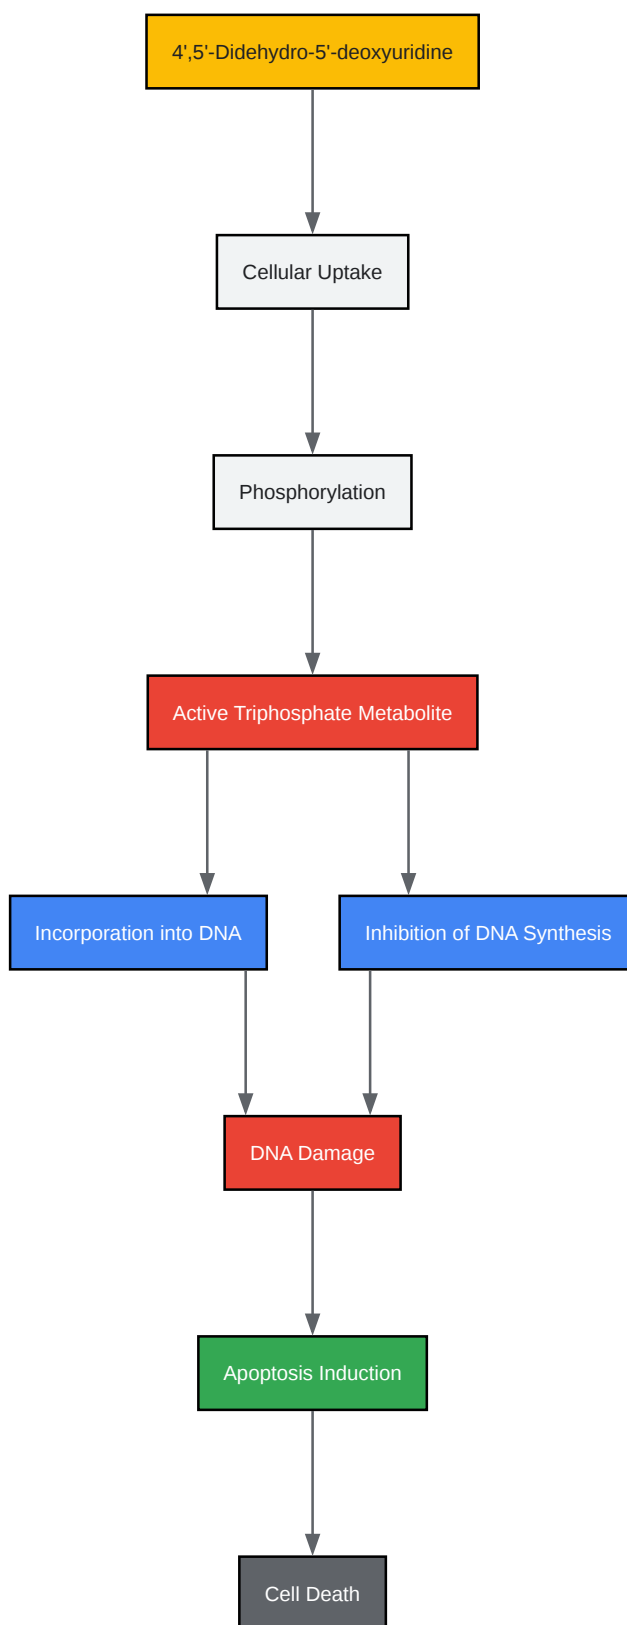 4',5'-Didehydro-5'-deoxyuridine
Cellular Uptake
Phosphorylation
Active Triphosphate Metabolite
Incorporation into DNA
Inhibition of DNA Synthesis
DNA Damage
Apoptosis Induction
Cell Death